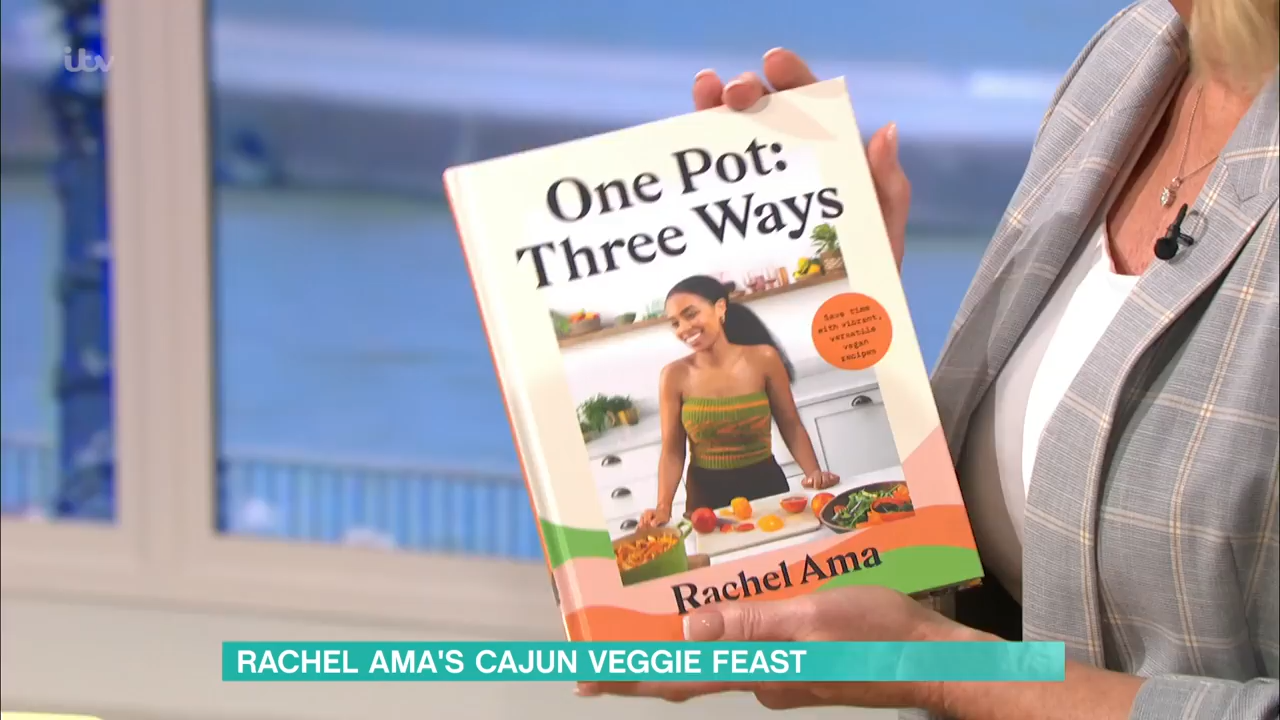 itv
One Pot:
Three Ways
Save time
with vibrant,
versatile
vegan
recipes
Rachel Ama
RACHEL AMA'S CAJUN VEGGIE FEAST